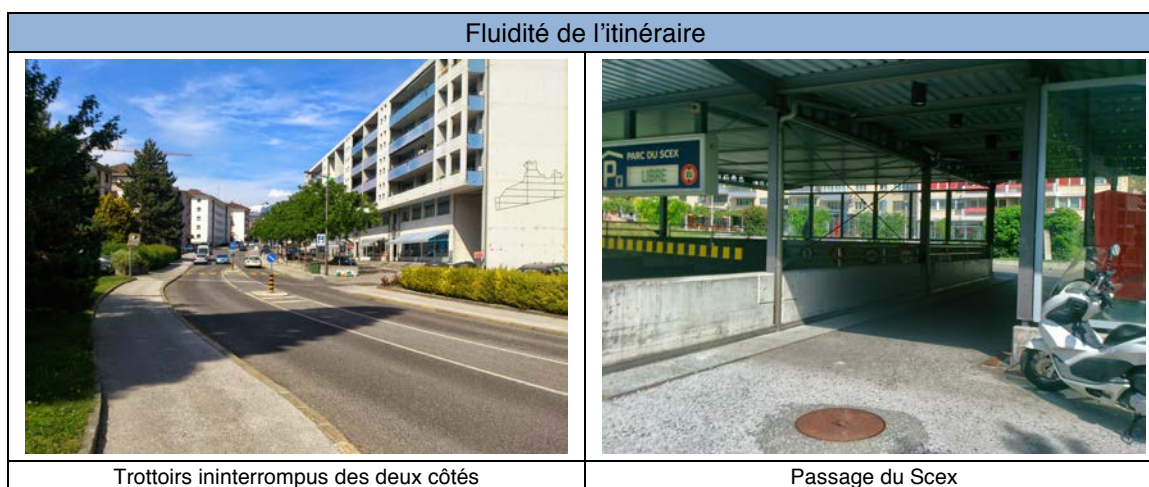 Fluidité de l'itinéraire
PARC DU SCEX
P
LIBRE
Trottoirs ininterrompus des deux côtés
Passage du Scex